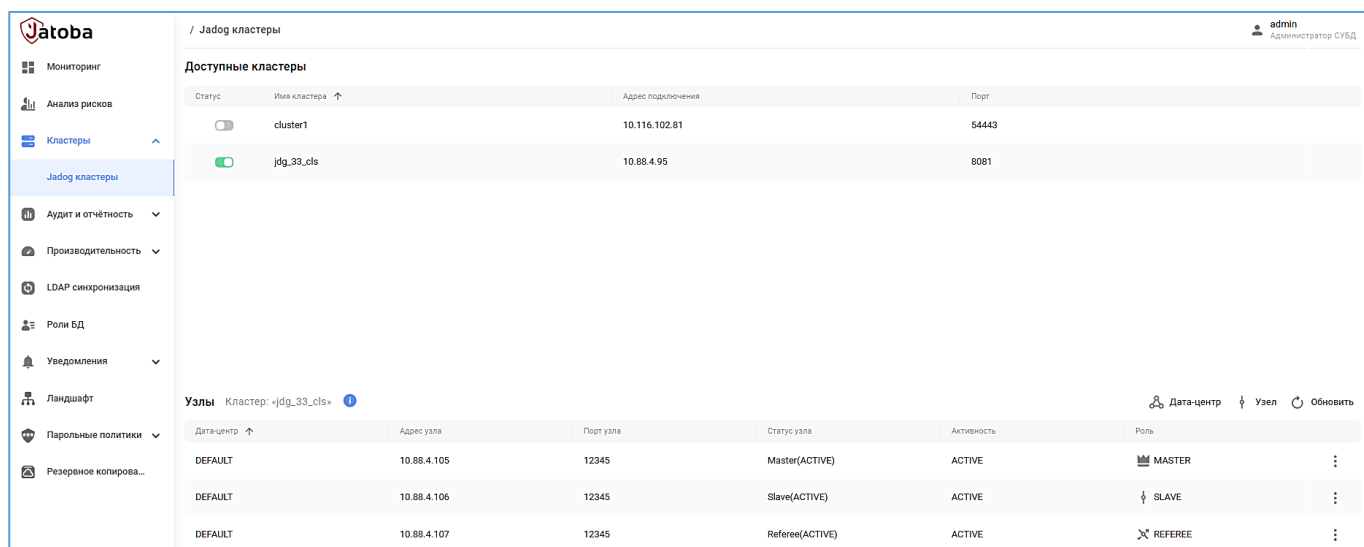 Jatoba
Мониторинг
Анализ рисков
Кластеры
Jadog кластеры
Аудит и отчётность
Производительность
LDAP синхронизация
Роли БД
Уведомления
Ландшафт
Парольные политики
Резервное копирова...
/ Jadog кластеры
admin
Администратор СУБД
Доступные кластеры
Статус Имя кластера Адрес подключения Порт
cluster1 10.116.102.81 54443
jdg_33_cls 10.88.4.95 8081
Узлы Кластер: «jdg_33_cls» Дата-центр Узел Обновить
Дата-центр Адрес узла Порт узла Статус узла Активность Роль
DEFAULT 10.88.4.105 12345 Master(ACTIVE) ACTIVE MASTER
DEFAULT 10.88.4.106 12345 Slave(ACTIVE) ACTIVE SLAVE
DEFAULT 10.88.4.107 12345 Referee(ACTIVE) ACTIVE REFEREE